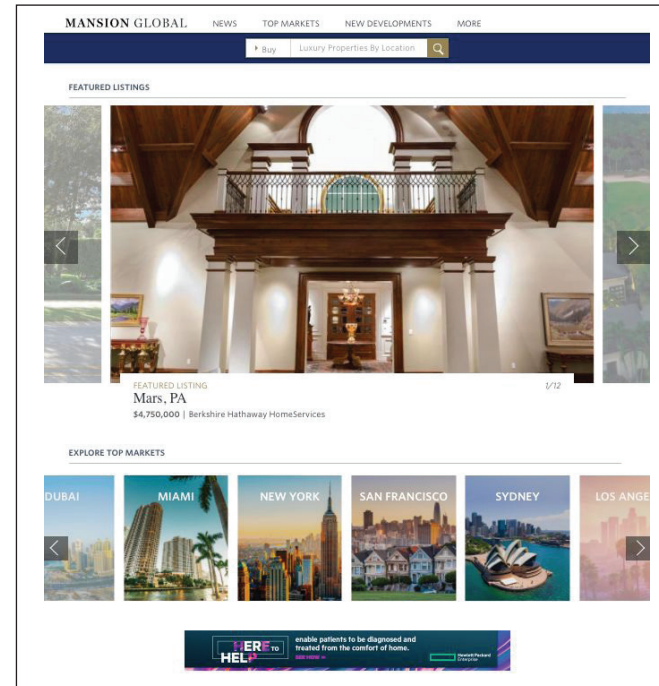 MANSION GLOBAL NEWS TOP MARKETS NEW DEVELOPMENTS MORE
Buy Luxury Properties By Location
FEATURED LISTINGS
FEATURED LISTING 1/12
Mars, PA
$4,750,000 | Berkshire Hathaway HomeServices
EXPLORE TOP MARKETS
DUBAI MIAMI NEW YORK SAN FRANCISCO SYDNEY LOS ANGE
HERE TO
HELP
enable patients to be diagnosed and
treated from the comfort of home.
SEE HOW
Hewlett Packard
Enterprise